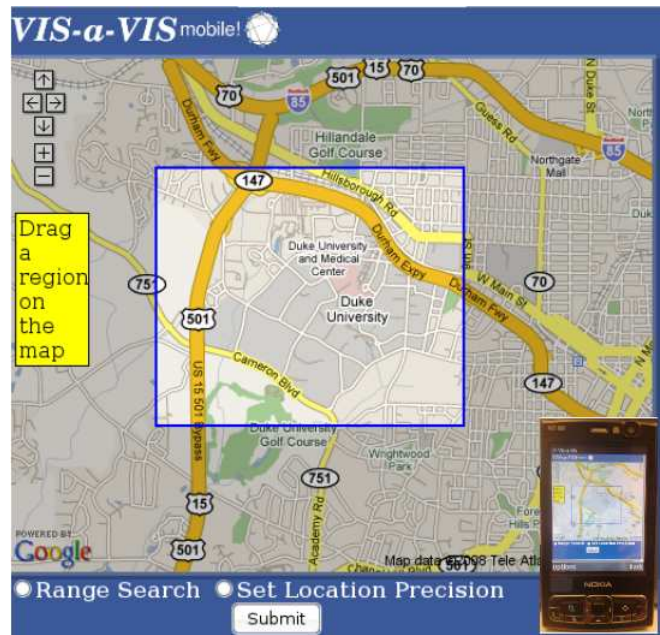 VIS-a-VIS mobile!
70
501
15
70
85
N Duke St
Durham Fwy
Guess Rd
Hillandale
Golf Course
85
Northgate
Mall
147
Hillsborough Rd
Drag
a
region
on
the
map
751
Duke University
and Medical
Center
Durham Expy
W Main St
70
Duke
University
Durham Fwy
501
Cameron Blvd
US 15 501 Bypass
147
Duke University
Golf Course
Wrightwood
Park
751
15
Academy Rd
501
POWERED BY
Google
Map data ©2008 Tele Atl
Range Search
Set Location Precision
Submit
NOKIA